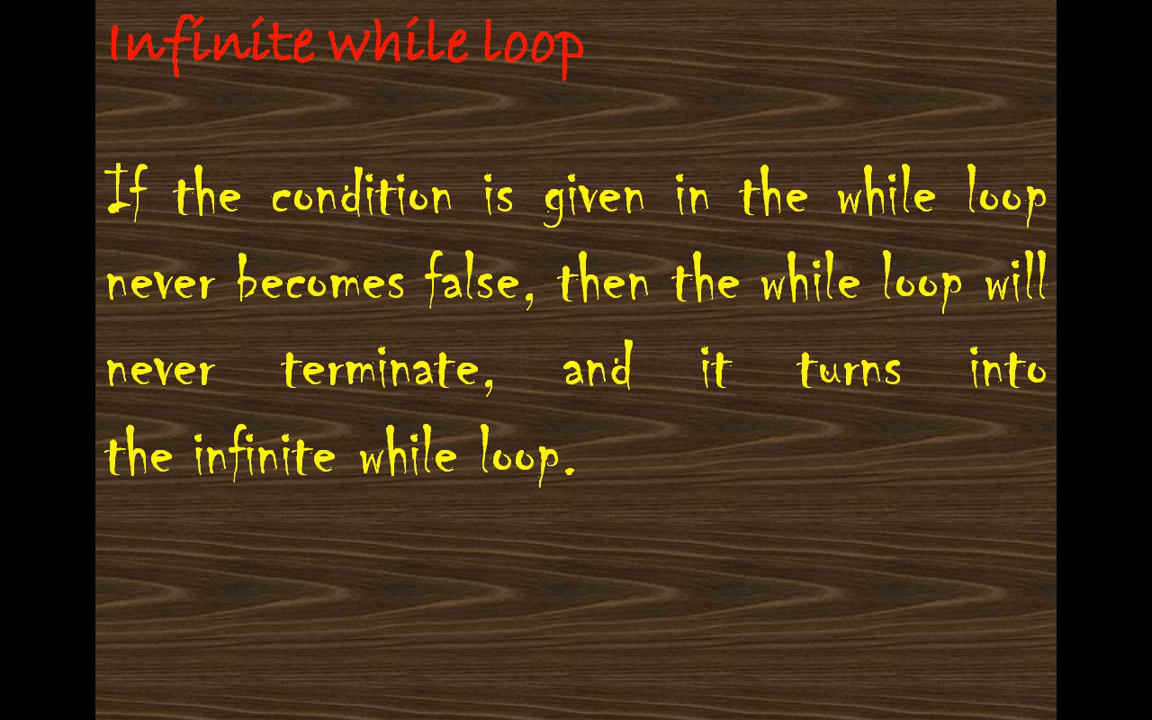 Infinite while loop
If the condition is given in the while loop
never becomes false, then the while loop will
never terminate, and it turns into
the infinite while loop.